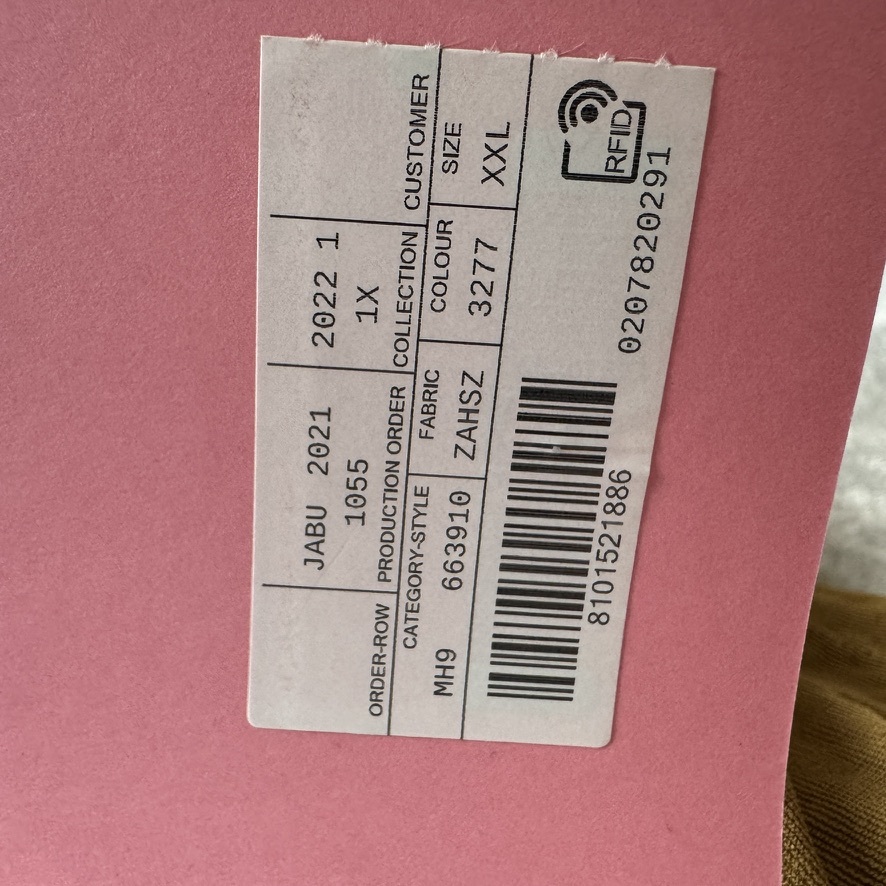 JABU 2021 2022 1
1055 1X
ORDER-ROW PRODUCTION ORDER COLLECTION CUSTOMER
CATEGORY-STYLE FABRIC COLOUR SIZE
MH9 663910 ZAHSZ 3277 XXL
RFID
8101521886 0207820291